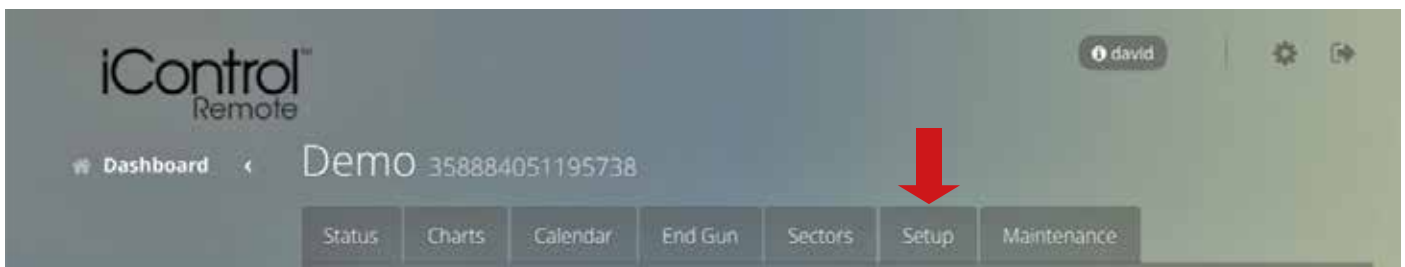 iControl™
Remote
david
Dashboard
Demo 358884051195738
Status Charts Calendar End Gun Sectors Setup Maintenance